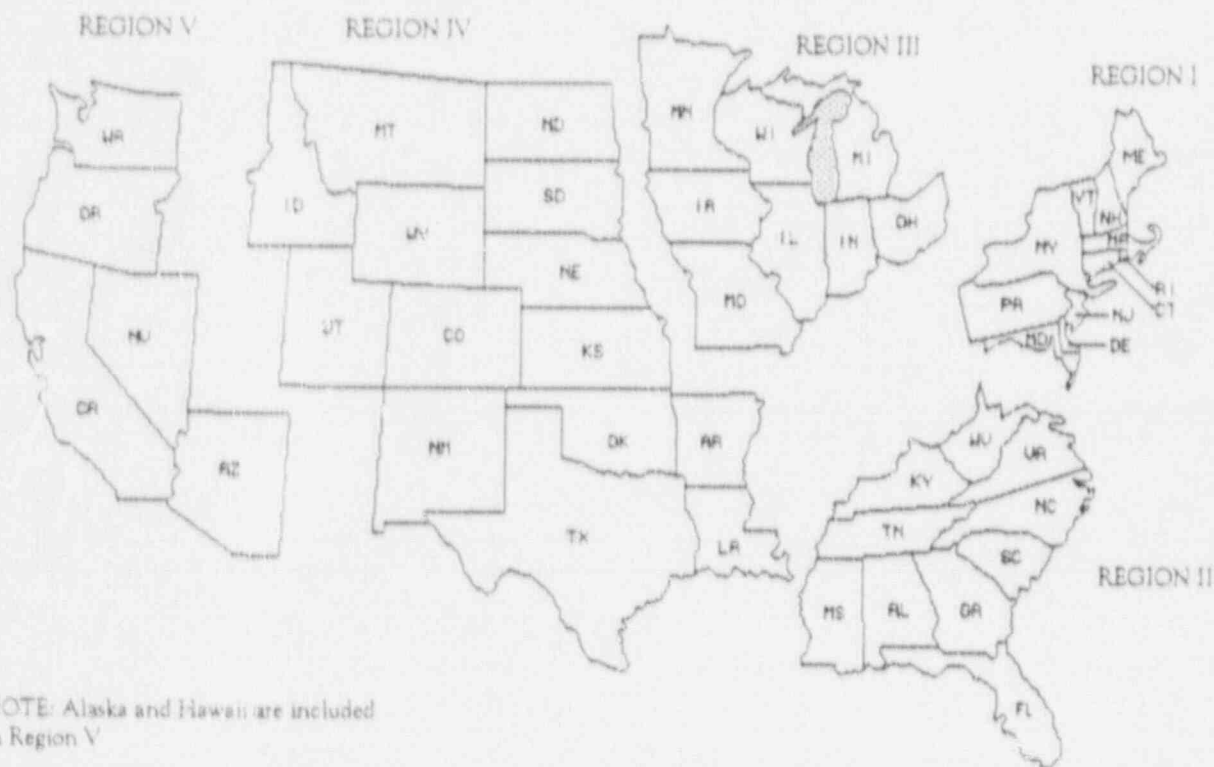 REGION V
REGION IV
REGION III
REGION I
WA
OR
CA
NV
AZ
MT
ID
WY
UT
CO
NM
ND
SD
NE
KS
OK
TX
AR
LA
MN
WI
MI
IA
IL
IN
OH
MO
ME
VT
NH
MA
NY
RI
CT
PA
NJ
MD
DE
WV
VA
KY
NC
TN
SC
REGION II
MS
AL
GA
FL
OTE: Alaska and Hawaii are included
Region V